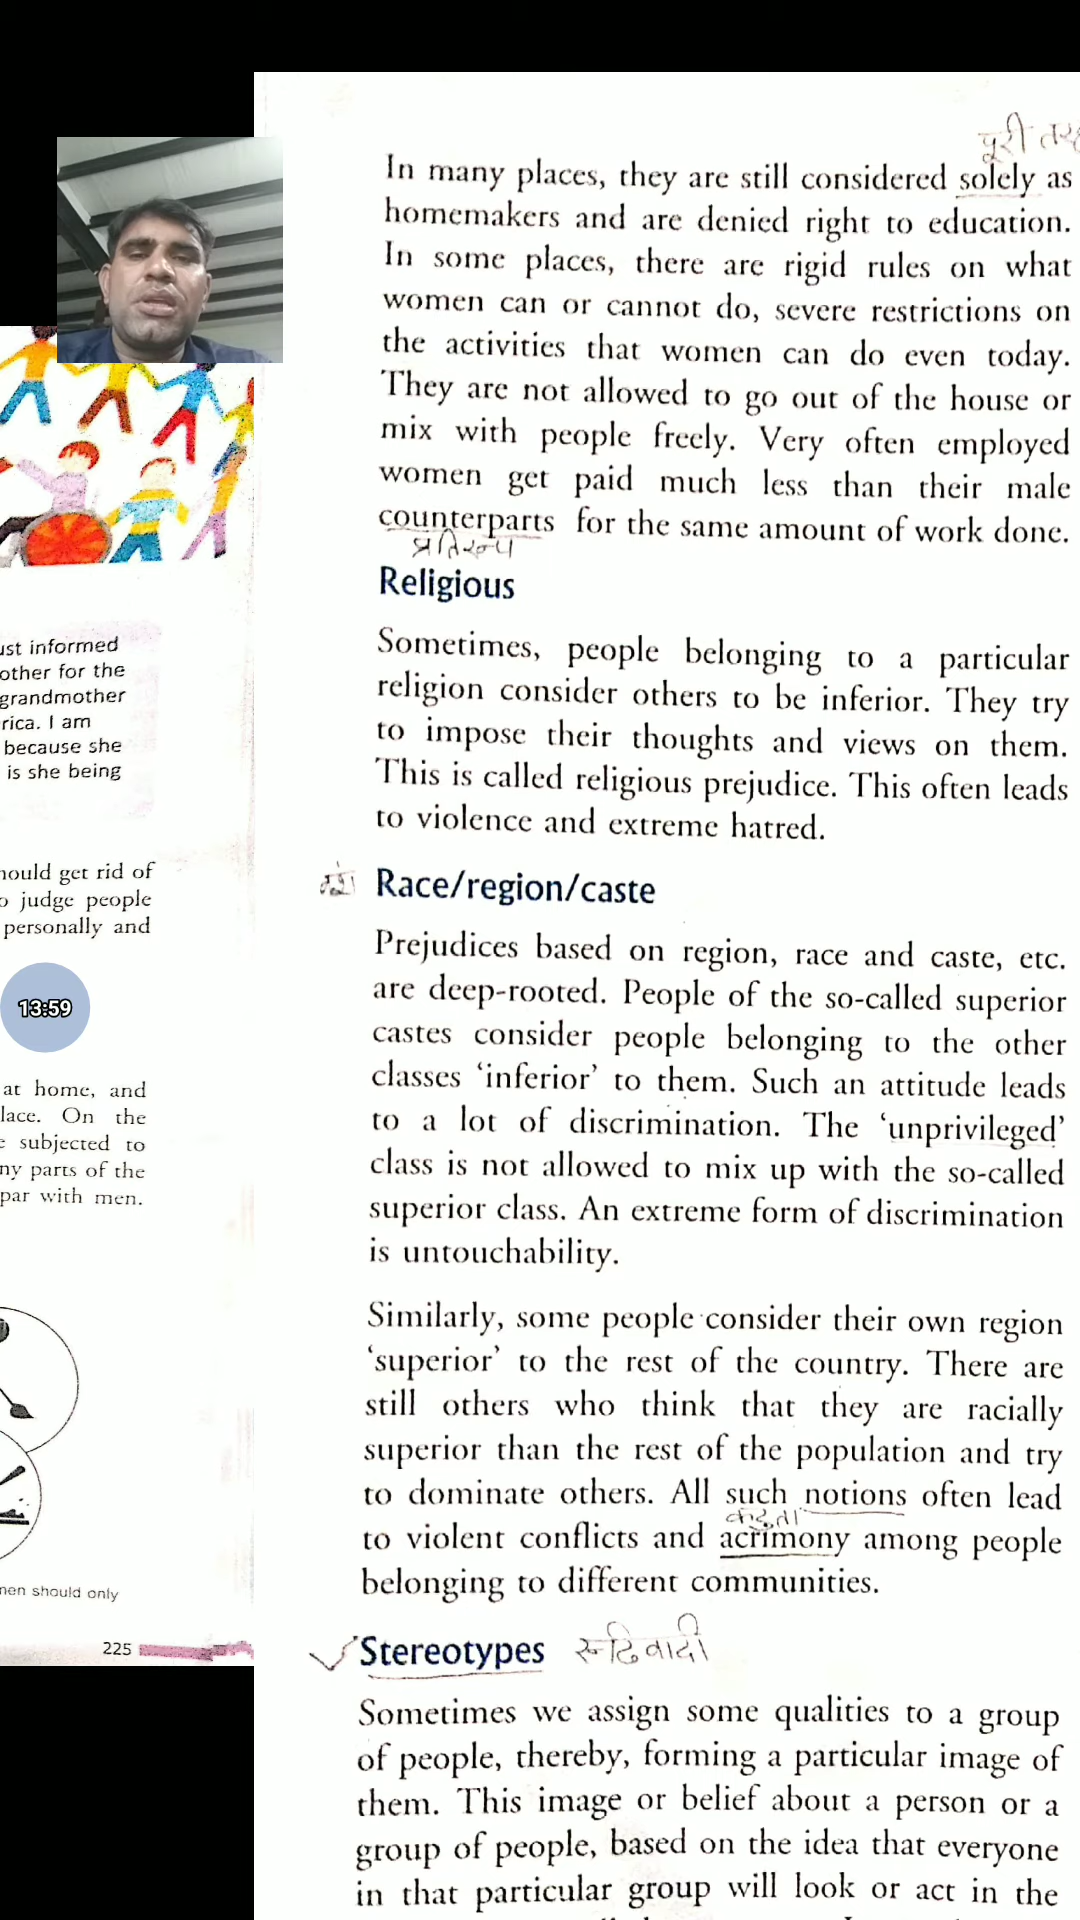 ust informed
other for the
grandmother
rica. I am
because she
is she being
hould get rid of
o judge people
personally and
13:59
at home, and
lace. On the
e subjected to
ny parts of the
par with men.
men should only
225
पूरी तरह
In many places, they are still considered solely as
homemakers and are denied right to education.
In some places, there are rigid rules on what
women can or cannot do, severe restrictions on
the activities that women can do even today.
They are not allowed to go out of the house or
mix with people freely. Very often employed
women get paid much less than their male
counterparts for the same amount of work done.
प्रतिरूप
Religious
Sometimes, people belonging to a particular
religion consider others to be inferior. They try
to impose their thoughts and views on them.
This is called religious prejudice. This often leads
to violence and extreme hatred.
Race/region/caste
Prejudices based on region, race and caste, etc.
are deep-rooted. People of the so-called superior
castes consider people belonging to the other
classes ‘inferior’ to them. Such an attitude leads
to a lot of discrimination. The ‘unprivileged’
class is not allowed to mix up with the so-called
superior class. An extreme form of discrimination
is untouchability.
Similarly, some people consider their own region
‘superior’ to the rest of the country. There are
still others who think that they are racially
superior than the rest of the population and try
to dominate others. All such notions often lead
कटुता
to violent conflicts and acrimony among people
belonging to different communities.
Stereotypes रूढिवादी
Sometimes we assign some qualities to a group
of people, thereby, forming a particular image of
them. This image or belief about a person or a
group of people, based on the idea that everyone
in that particular group will look or act in the